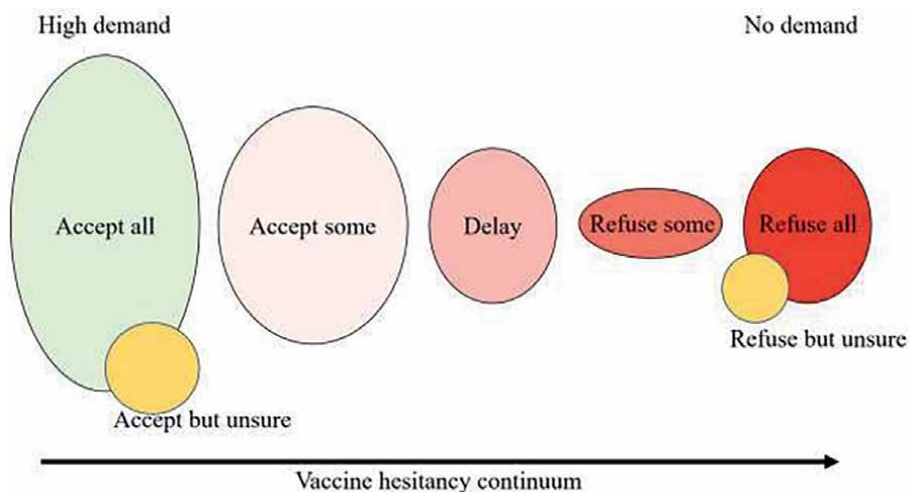 High demand
No demand
Accept all
Accept some
Delay
Refuse some
Refuse all
Refuse but unsure
Accept but unsure
Vaccine hesitancy continuum